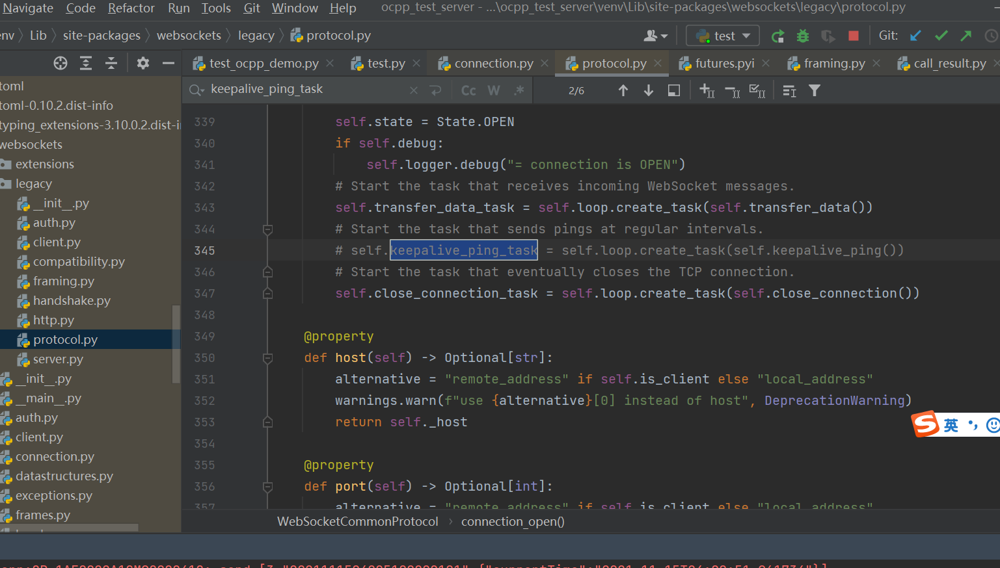 Navigate Code Refactor Run Tools Git Window Help ocpp_test_server - ...\ocpp_test_server\venv\Lib\site-packages\websockets\legacy\protocol.py
env Lib site-packages websockets legacy protocol.py test Git:
test_ocpp_demo.py test.py connection.py protocol.py futures.pyi framing.py call_result.py
keepalive_ping_task Cc W .* 2/6
toml
toml-0.10.2.dist-info
typing_extensions-3.10.0.2.dist-i
websockets
extensions
legacy
__init__.py
auth.py
client.py
compatibility.py
framing.py
handshake.py
http.py
protocol.py
server.py
__init__.py
__main__.py
auth.py
client.py
connection.py
datastructures.py
exceptions.py
frames.py
339 self.state = State.OPEN
340 if self.debug:
341 self.logger.debug("= connection is OPEN")
342 # Start the task that receives incoming WebSocket messages.
343 self.transfer_data_task = self.loop.create_task(self.transfer_data())
344 # Start the task that sends pings at regular intervals.
345 # self.keepalive_ping_task = self.loop.create_task(self.keepalive_ping())
346 # Start the task that eventually closes the TCP connection.
347 self.close_connection_task = self.loop.create_task(self.close_connection())
348
349 @property
350 def host(self) -> Optional[str]:
351 alternative = "remote_address" if self.is_client else "local_address"
352 warnings.warn(f"use {alternative}[0] instead of host", DeprecationWarning)
353 return self._host
354
355 @property
356 def port(self) -> Optional[int]:
357 alternative = "remote_address" if self.is_client else "local_address"
WebSocketCommonProtocol connection_open()
英